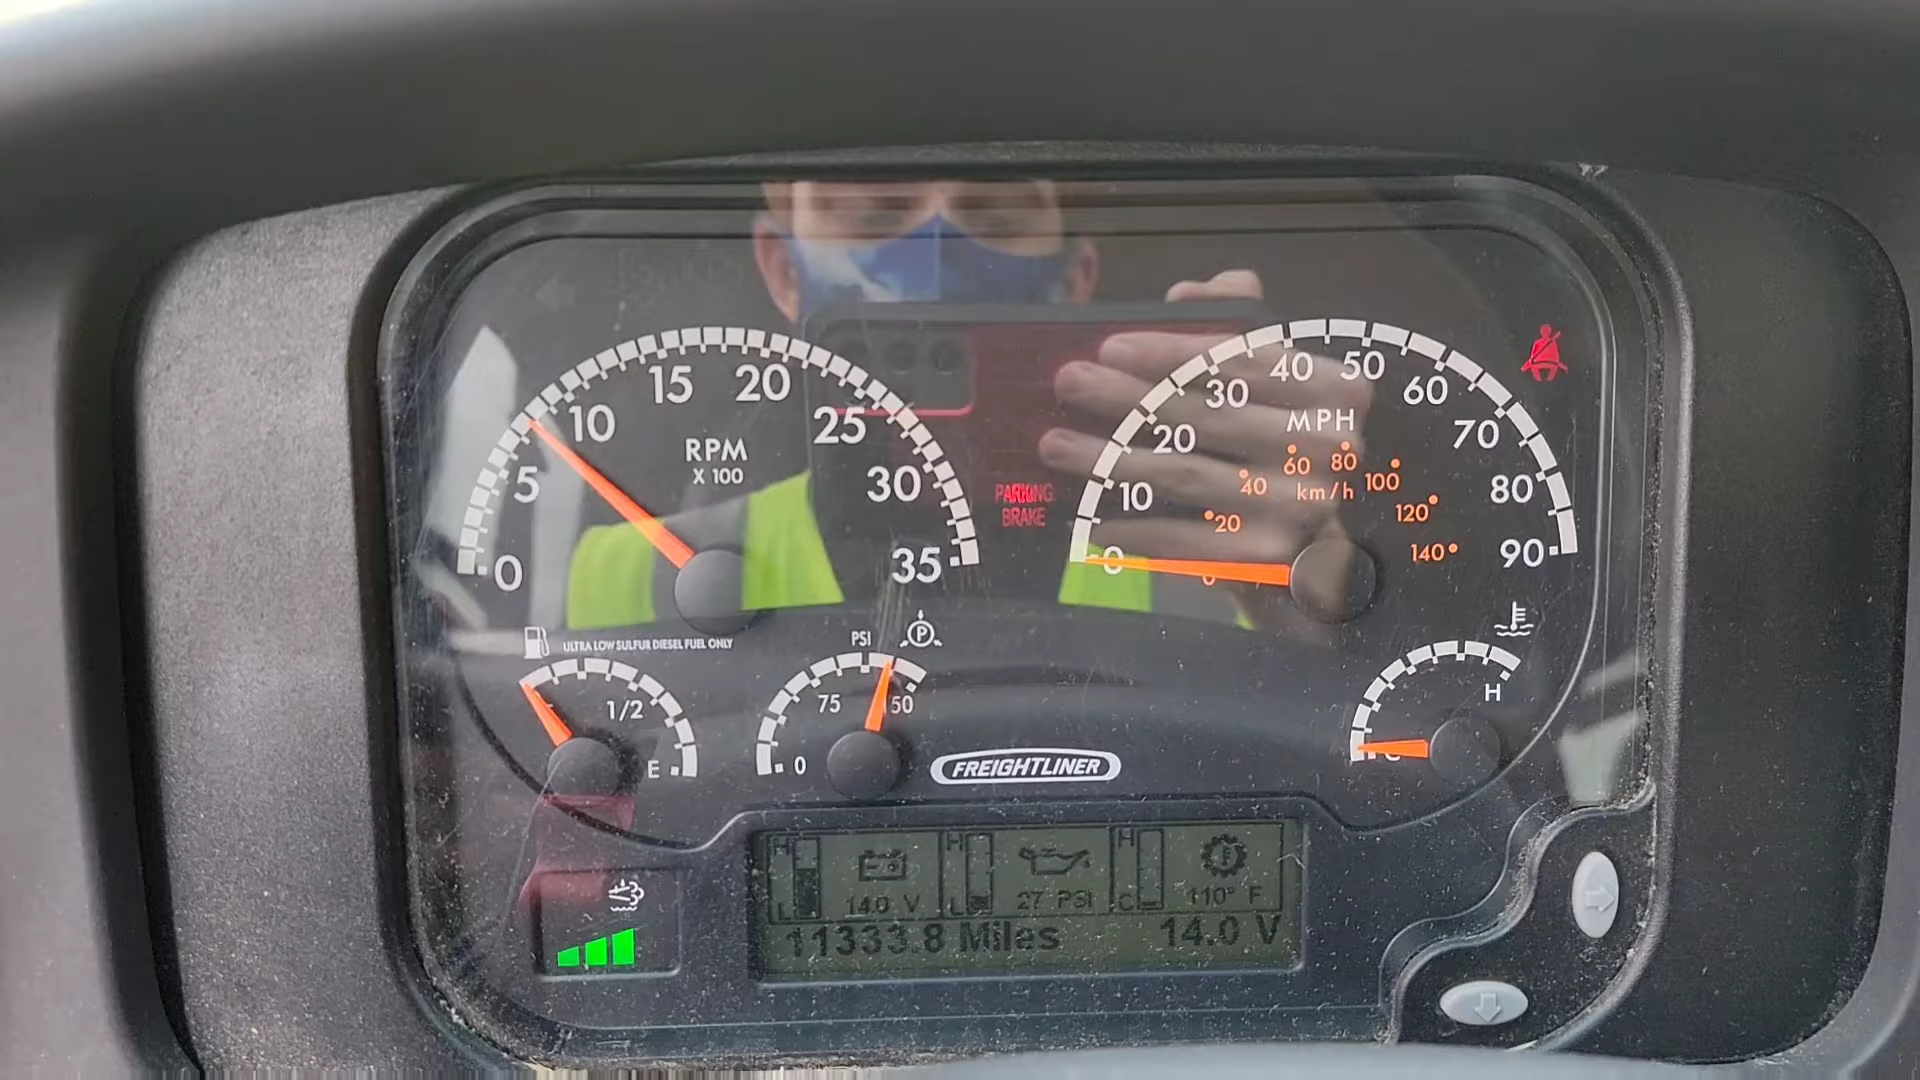 15 20
10 25
RPM
X 100
5 30
0 35
PARKING
BRAKE
40 50
30 60
MPH
20 70
60 80
40 km/h 100
10 80
20 120
0 140 90
0
ULTRA LOW SULFUR DIESEL FUEL ONLY
PSI
P
1/2
E
75 50
0
FREIGHTLINER
H
C
H H H
L 14.0 V L 27 PSI C 110° F
11333.8 Miles 14.0 V